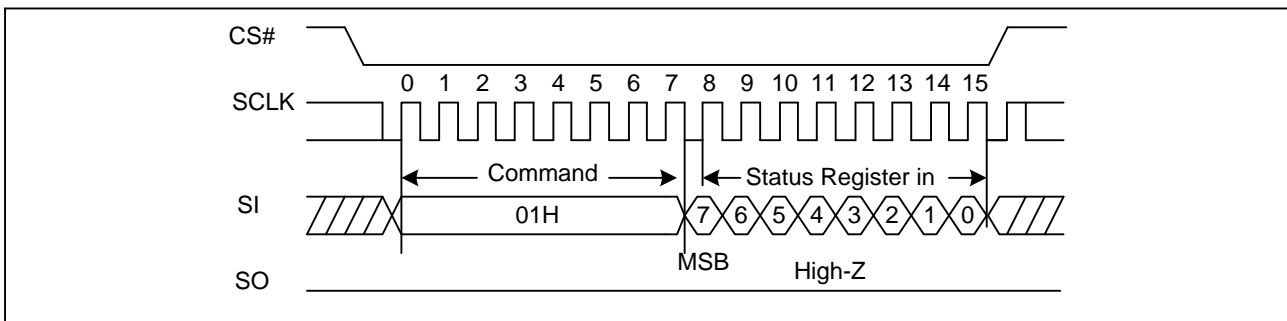 CS#
0 1 2 3 4 5 6 7 8 9 10 11 12 13 14 15
SCLK
Command Status Register in
SI 01H 7 6 5 4 3 2 1 0
MSB High-Z
SO